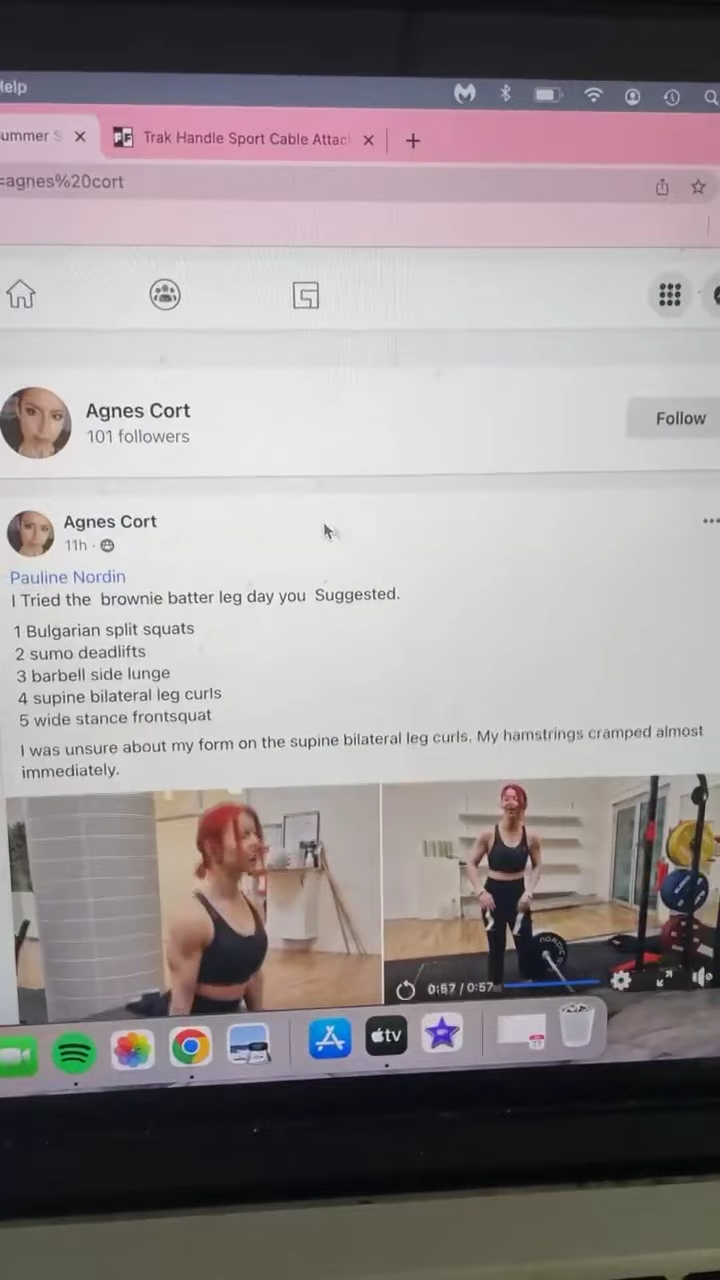 Help
ummer S
Trak Handle Sport Cable Attac
=agnes%20cort
Agnes Cort
101 followers
Follow
Agnes Cort
11h ·
Pauline Nordin
I Tried the brownie batter leg day you Suggested.
1 Bulgarian split squats
2 sumo deadlifts
3 barbell side lunge
4 supine bilateral leg curls
5 wide stance frontsquat
I was unsure about my form on the supine bilateral leg curls. My hamstrings cramped almost
immediately.
NORDIC
0:57 / 0:57
tv